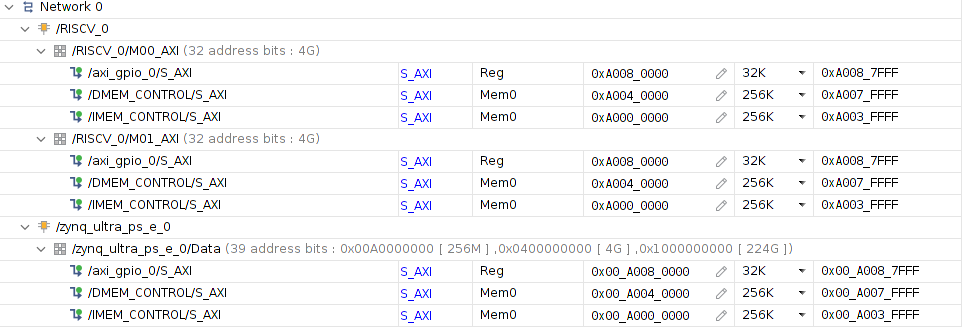 Network 0
/RISCV_0
/RISCV_0/M00_AXI (32 address bits : 4G)
/axi_gpio_0/S_AXI S_AXI Reg 0xA008_0000 32K 0xA008_7FFF
/DMEM_CONTROL/S_AXI S_AXI Mem0 0xA004_0000 256K 0xA007_FFFF
/IMEM_CONTROL/S_AXI S_AXI Mem0 0xA000_0000 256K 0xA003_FFFF
/RISCV_0/M01_AXI (32 address bits : 4G)
/axi_gpio_0/S_AXI S_AXI Reg 0xA008_0000 32K 0xA008_7FFF
/DMEM_CONTROL/S_AXI S_AXI Mem0 0xA004_0000 256K 0xA007_FFFF
/IMEM_CONTROL/S_AXI S_AXI Mem0 0xA000_0000 256K 0xA003_FFFF
/zynq_ultra_ps_e_0
/zynq_ultra_ps_e_0/Data (39 address bits : 0x00A0000000 [ 256M ] ,0x0400000000 [ 4G ] ,0x1000000000 [ 224G ])
/axi_gpio_0/S_AXI S_AXI Reg 0x00_A008_0000 32K 0x00_A008_7FFF
/DMEM_CONTROL/S_AXI S_AXI Mem0 0x00_A004_0000 256K 0x00_A007_FFFF
/IMEM_CONTROL/S_AXI S_AXI Mem0 0x00_A000_0000 256K 0x00_A003_FFFF